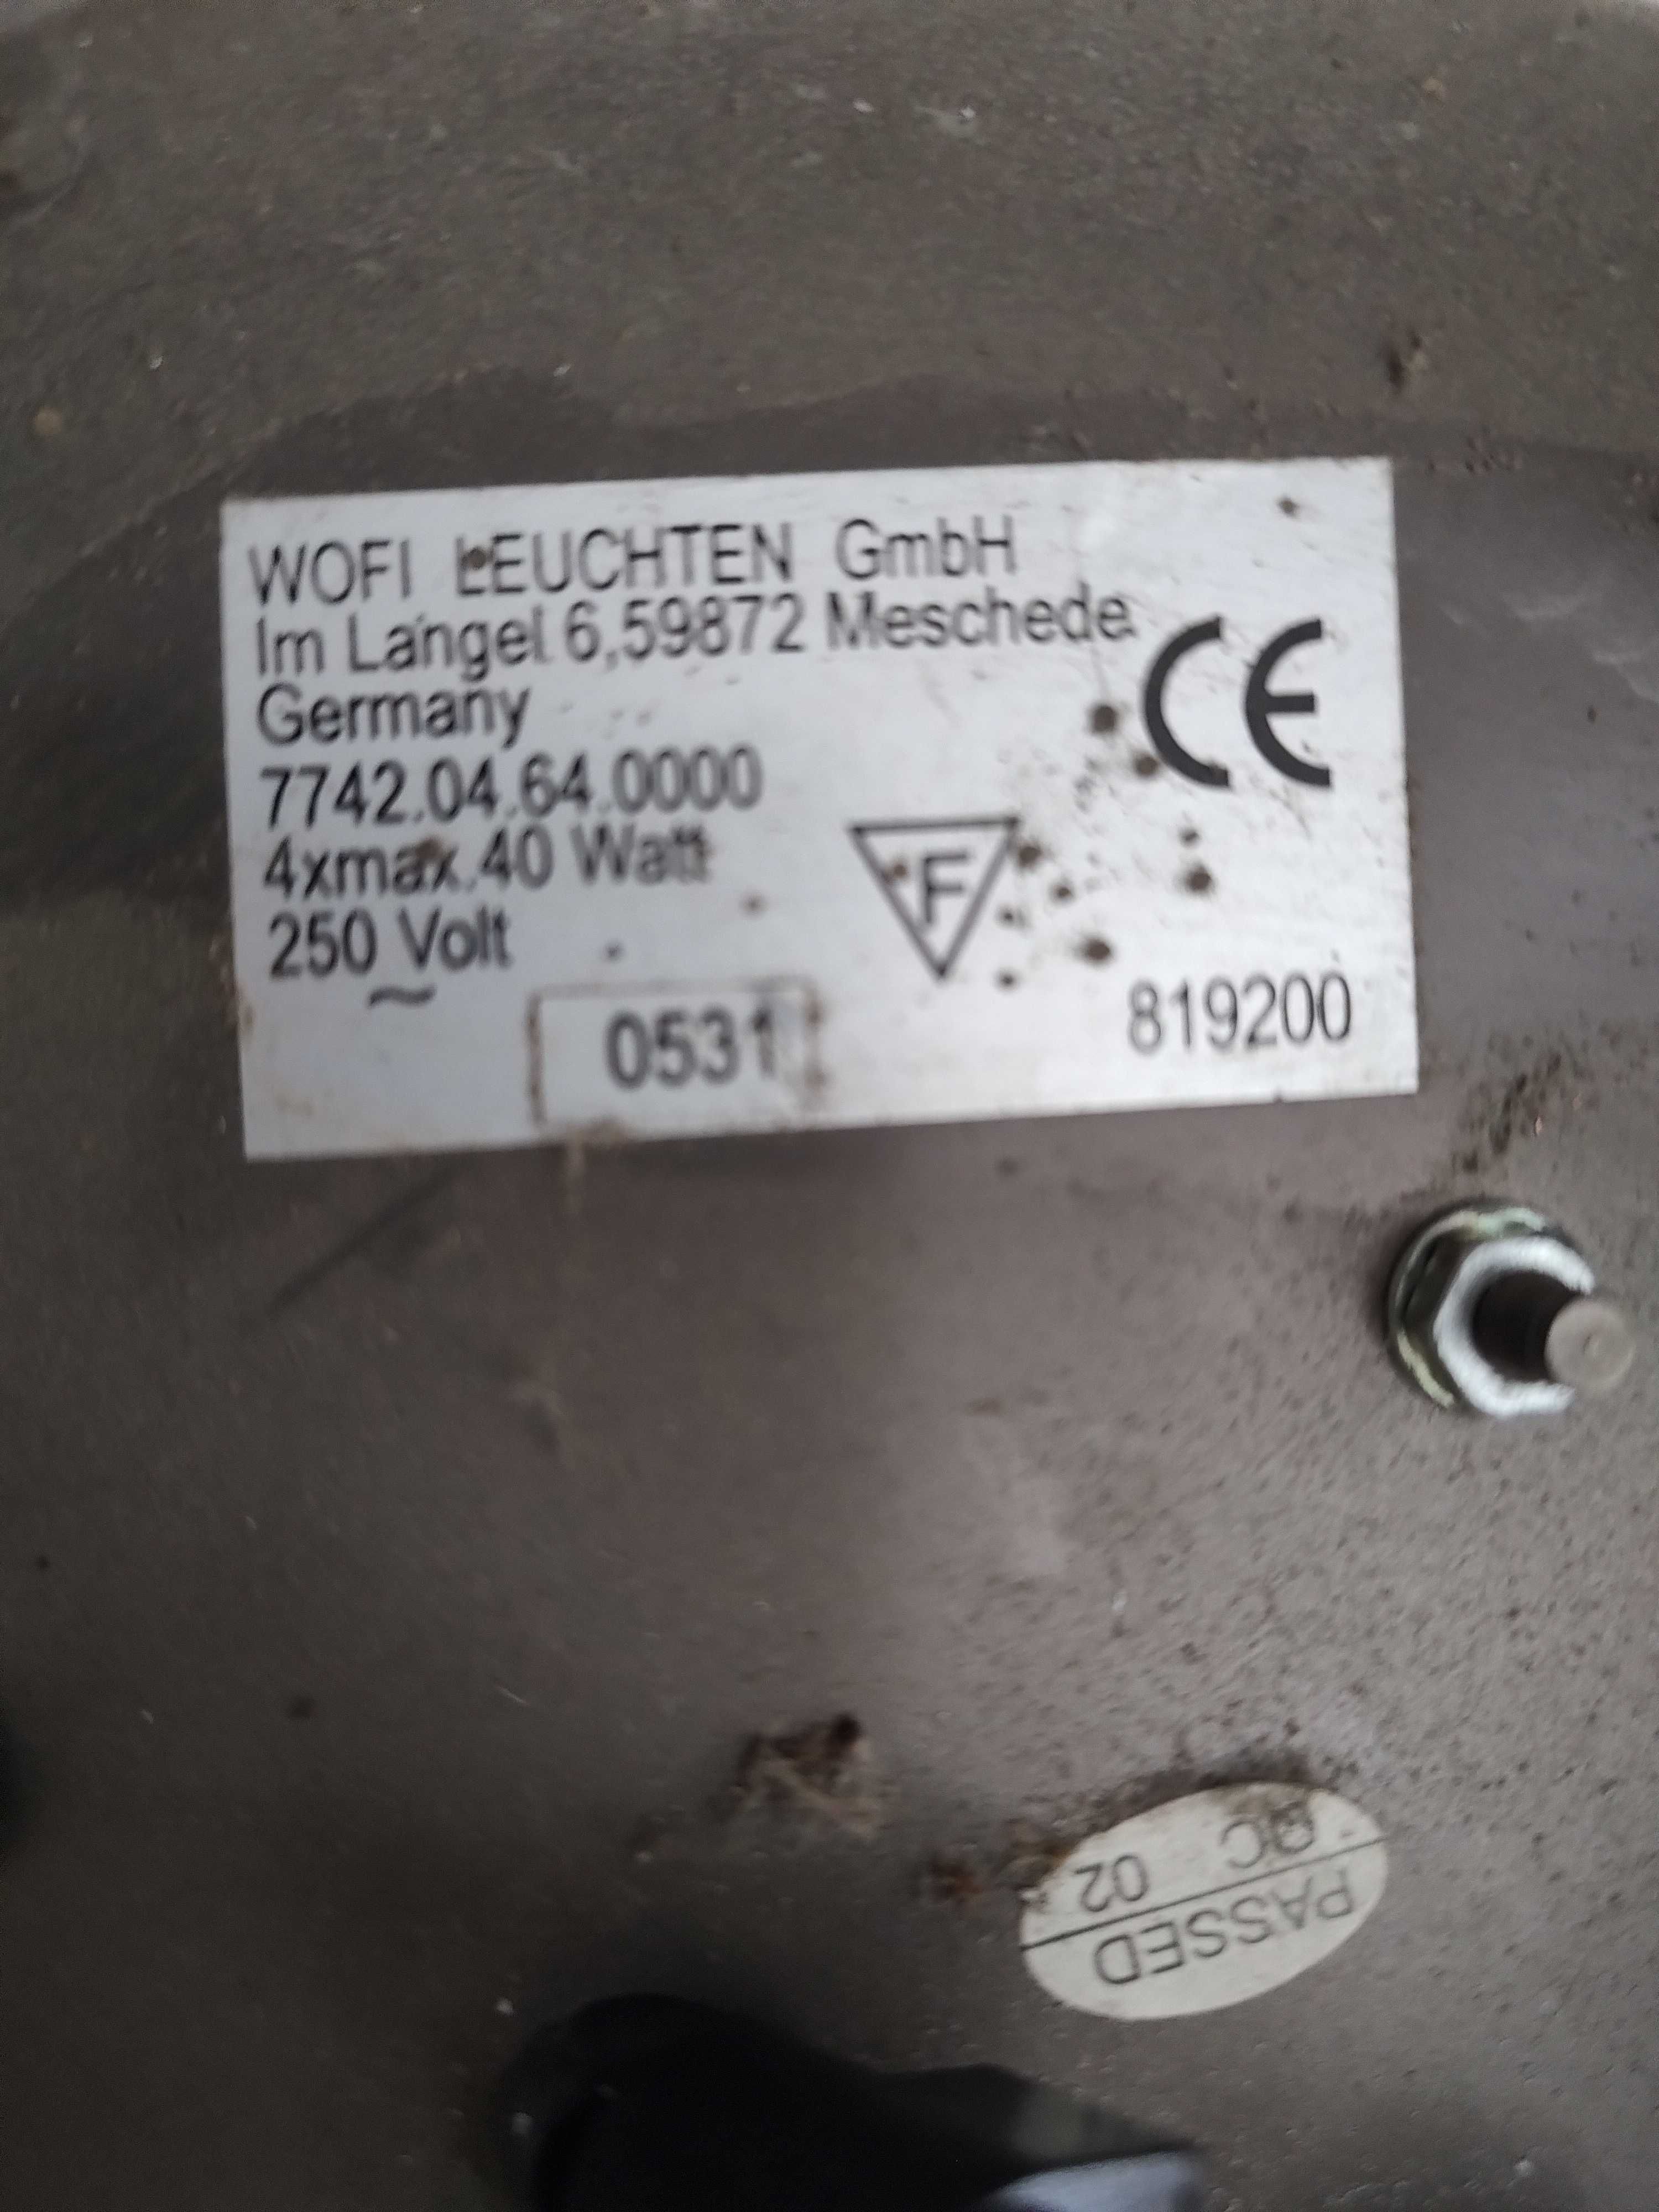 WOFI LEUCHTEN GmbH
Im Langel 6,59872 Meschede
Germany
7742.04.64.0000
4xmax.40 Watt
250 Volt
~
CE
F
0531
819200
PASSED
QC 02